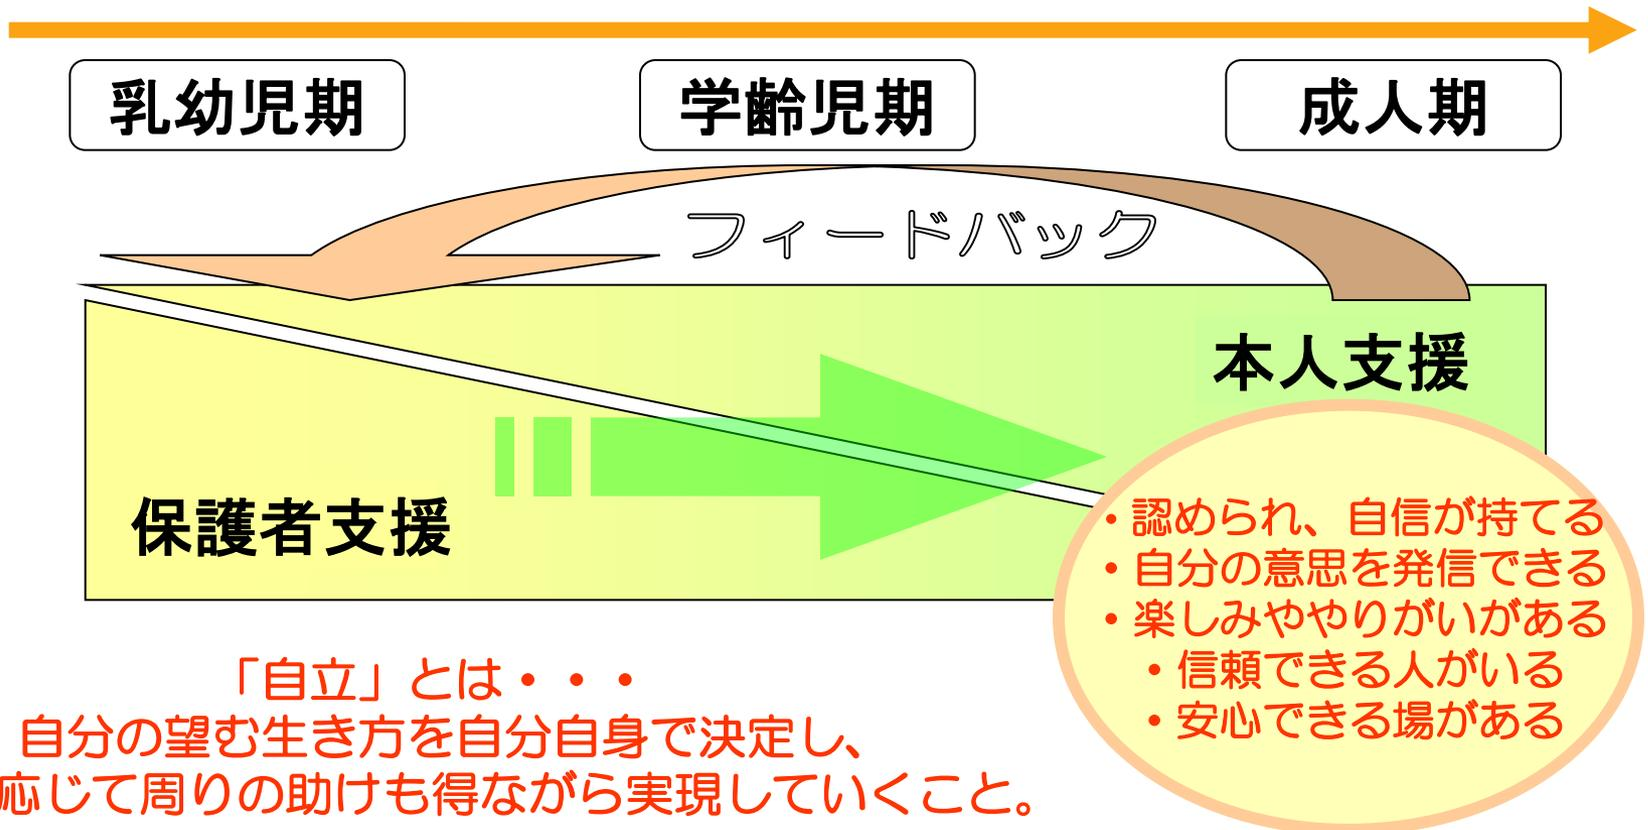 乳幼児期
学齢児期
成人期
フィードバック
本人支援
保護者支援
・認められ、自信が持てる
・自分の意思を発信できる
・楽しみややりがいがある
・信頼できる人がいる
・安心できる場がある
「自立」とは・・・
自分の望む生き方を自分自身で決定し、
応じて周りの助けも得ながら実現していくこと。